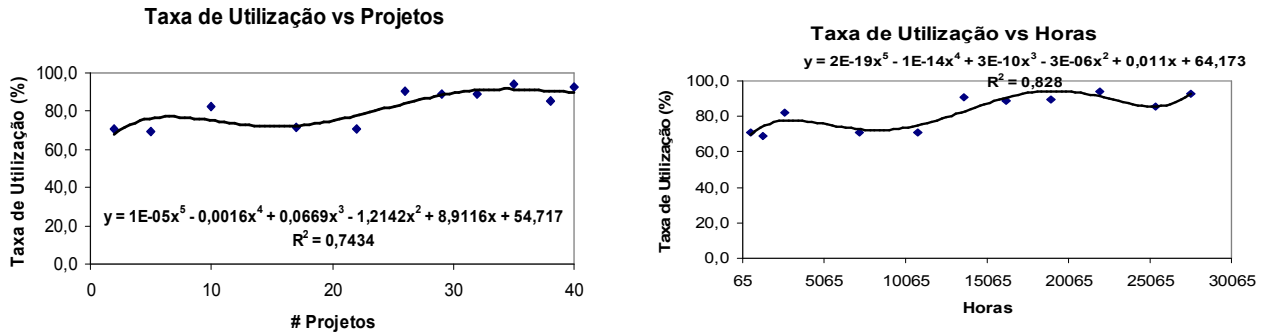 Taxa de Utilização vs Projetos
Taxa de Utilização (%)
100,0
80,0
60,0
40,0
20,0
0,0
y = 1E-05x⁵ - 0,0016x⁴ + 0,0669x³ - 1,2142x² + 8,9116x + 54,717
R² = 0,7434
0 10 20 30 40
# Projetos
Taxa de Utilização vs Horas
y = 2E-19x⁵ - 1E-14x⁴ + 3E-10x³ - 3E-06x² + 0,011x + 64,173
R² = 0,828
Taxa de Utilização (%)
100,0
80,0
60,0
40,0
20,0
0,0
65 5065 10065 15065 20065 25065 30065
Horas